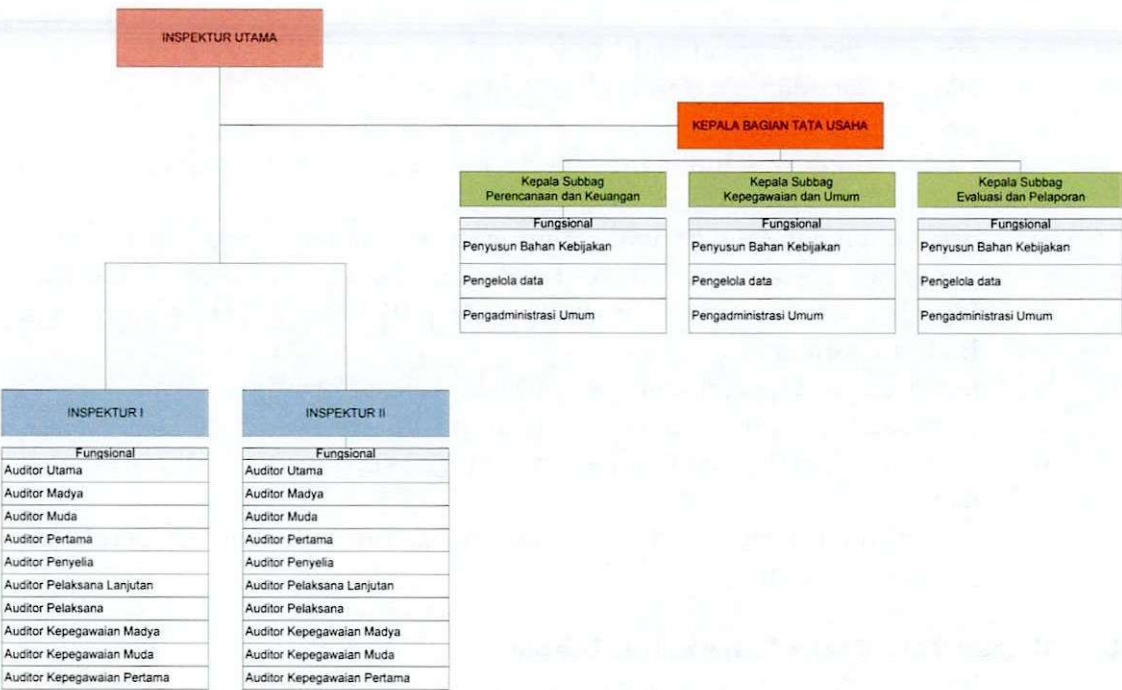 INSPEKTUR UTAMA
KEPALA BAGIAN TATA USAHA
Kepala Subbag
Perencanaan dan Keuangan
Fungsional
Penyusun Bahan Kebijakan
Pengelola data
Pengadministrasi Umum
Kepala Subbag
Kepegawaian dan Umum
Fungsional
Penyusun Bahan Kebijakan
Pengelola data
Pengadministrasi Umum
Kepala Subbag
Evaluasi dan Pelaporan
Fungsional
Penyusun Bahan Kebijakan
Pengelola data
Pengadministrasi Umum
INSPEKTUR I
Fungsional
Auditor Utama
Auditor Madya
Auditor Muda
Auditor Pertama
Auditor Penyelia
Auditor Pelaksana Lanjutan
Auditor Pelaksana
Auditor Kepegawaian Madya
Auditor Kepegawaian Muda
Auditor Kepegawaian Pertama
INSPEKTUR II
Fungsional
Auditor Utama
Auditor Madya
Auditor Muda
Auditor Pertama
Auditor Penyelia
Auditor Pelaksana Lanjutan
Auditor Pelaksana
Auditor Kepegawaian Madya
Auditor Kepegawaian Muda
Auditor Kepegawaian Pertama